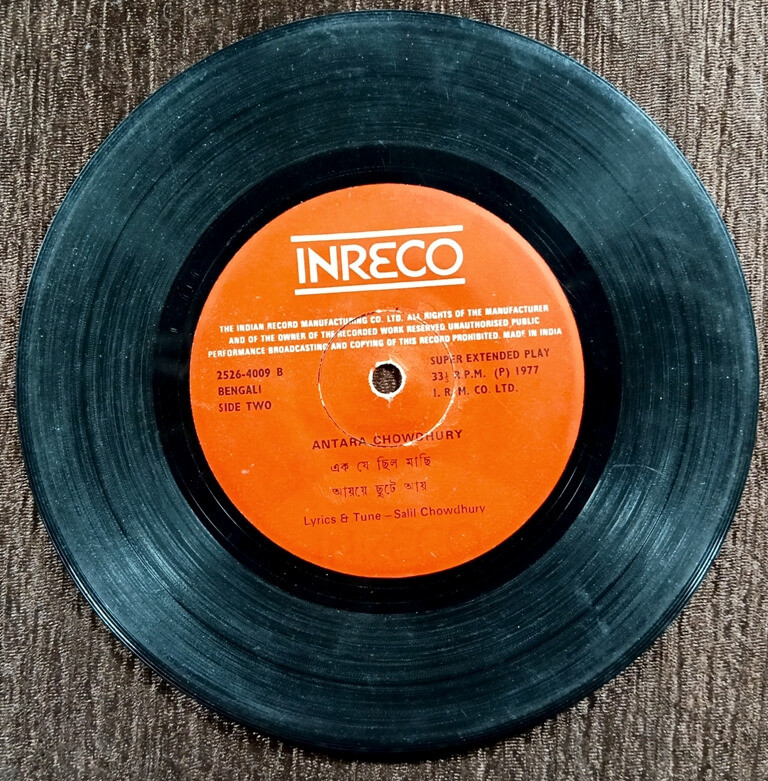 INRECO
THE INDIAN RECORD MANUFACTURING CO. LTD. ALL RIGHTS OF THE MANUFACTURER
AND OF THE OWNER OF THE RECORDED WORK RESERVED UNAUTHORISED PUBLIC
PERFORMANCE BROADCASTING AND COPYING OF THIS RECORD PROHIBITED. MADE IN INDIA
2526-4009 B
BENGALI
SIDE TWO
SUPER EXTENDED PLAY
33⅓ R.P.M. (P) 1977
I. R. M. CO. LTD.
ANTARA CHOWDHURY
এক যে ছিল মাছি
আয়য়ে ছুটে আয়
Lyrics & Tune – Salil Chowdhury